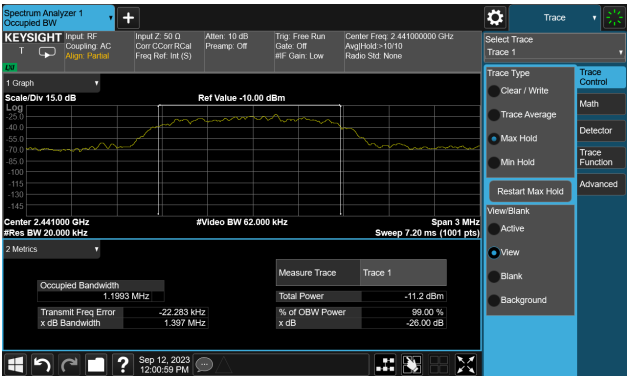 Spectrum Analyzer 1
Occupied BW
Trace
KEYSIGHT
T
LXI
Input: RF
Coupling: AC
Align: Partial
Input Z: 50 Ω
Corr CCorr RCal
Freq Ref: Int (S)
Atten: 10 dB
Preamp: Off
Trig: Free Run
Gate: Off
#IF Gain: Low
Center Freq: 2.441000000 GHz
Avg|Hold:>10/10
Radio Std: None
Select Trace
Trace 1
1 Graph
Scale/Div 15.0 dB
Ref Value -10.00 dBm
Log
-25.0
-40.0
-55.0
-70.0
-85.0
-100
-115
-130
-145
Center 2.441000 GHz
#Res BW 20.000 kHz
#Video BW 62.000 kHz
Span 3 MHz
Sweep 7.20 ms (1001 pts)
2 Metrics
Occupied Bandwidth
1.1993 MHz
Transmit Freq Error -22.283 kHz
x dB Bandwidth 1.397 MHz
Measure Trace Trace 1
Total Power -11.2 dBm
% of OBW Power 99.00 %
x dB -26.00 dB
Trace Type
Clear / Write
Trace Average
Max Hold
Min Hold
Restart Max Hold
View/Blank
Active
View
Blank
Background
Trace
Control
Math
Detector
Trace
Function
Advanced
?
Sep 12, 2023
12:00:59 PM